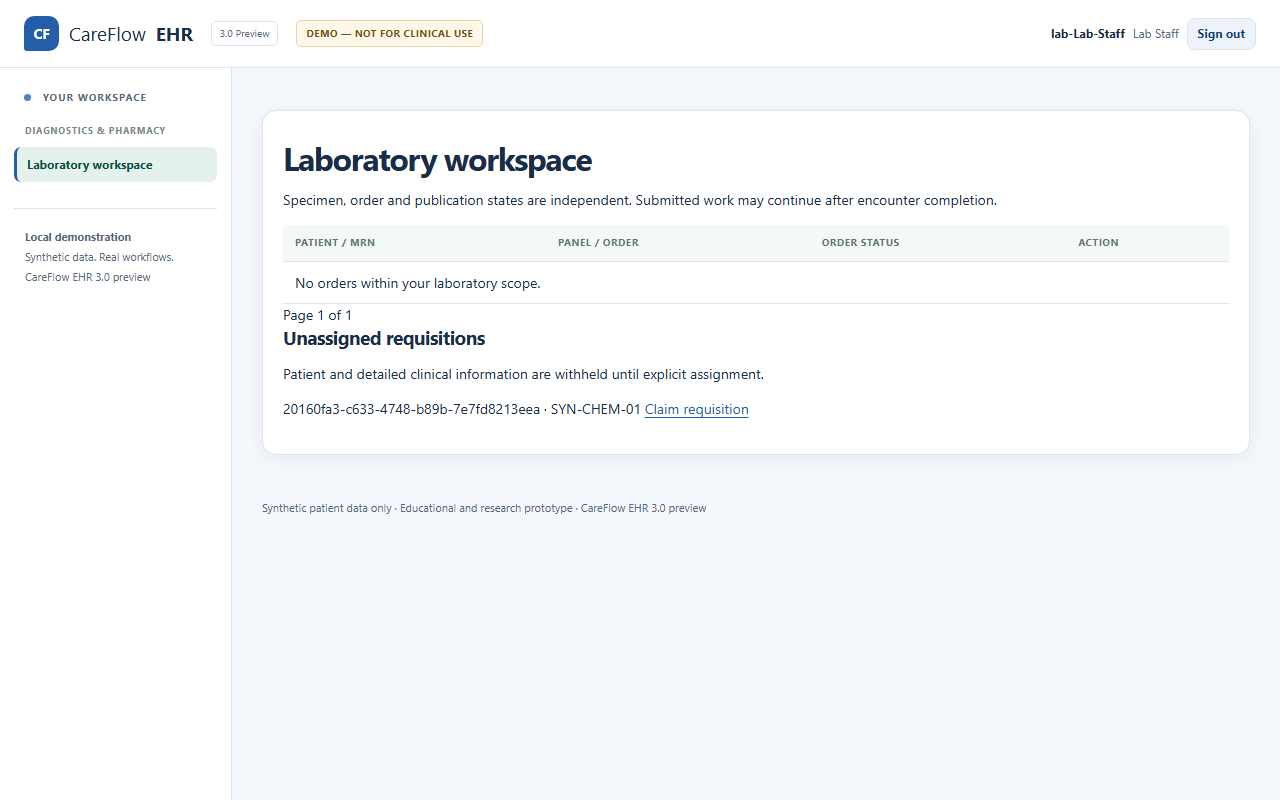 CF CareFlow EHR 3.0 Preview DEMO — NOT FOR CLINICAL USE lab-Lab-Staff Lab Staff Sign out
YOUR WORKSPACE
DIAGNOSTICS & PHARMACY
Laboratory workspace
Local demonstration
Synthetic data. Real workflows.
CareFlow EHR 3.0 preview
Laboratory workspace
Specimen, order and publication states are independent. Submitted work may continue after encounter completion.
PATIENT / MRN PANEL / ORDER ORDER STATUS ACTION
No orders within your laboratory scope.
Page 1 of 1
Unassigned requisitions
Patient and detailed clinical information are withheld until explicit assignment.
20160fa3-c633-4748-b89b-7e7fd8213eea · SYN-CHEM-01 Claim requisition
Synthetic patient data only · Educational and research prototype · CareFlow EHR 3.0 preview